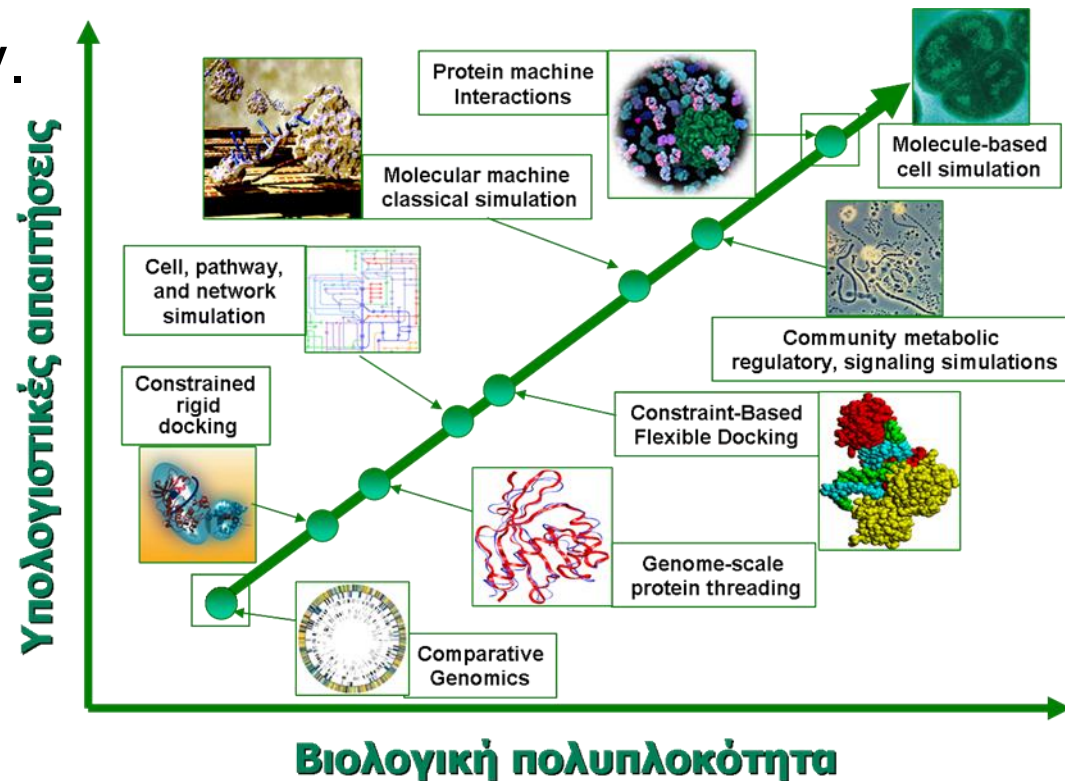 Υπολογιστικές απαιτήσεις
Protein machine
Interactions
Molecule-based
cell simulation
Molecular machine
classical simulation
Cell, pathway,
and network
simulation
Community metabolic
regulatory, signaling simulations
Constrained
rigid
docking
Constraint-Based
Flexible Docking
Genome-scale
protein threading
Comparative
Genomics
Βιολογική πολυπλοκότητα